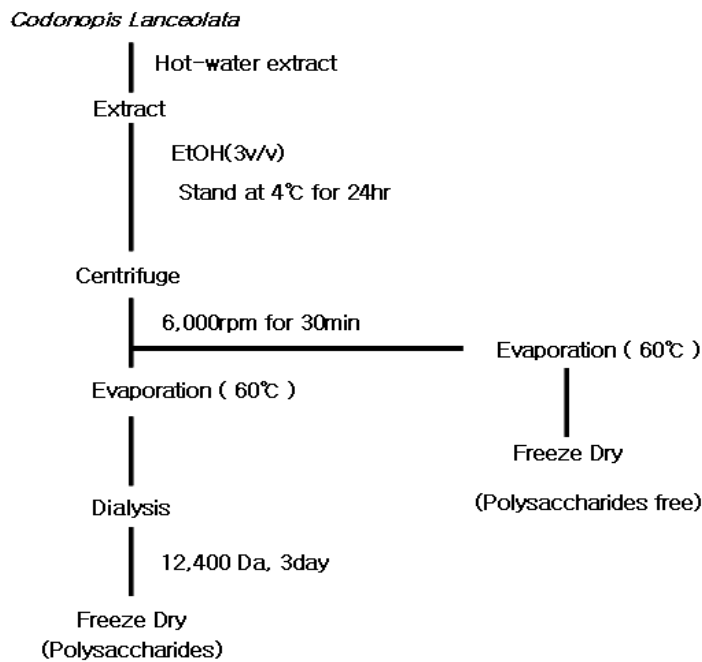 Codonopis Lanceolata
Hot-water extract
Extract
EtOH(3v/v)
Stand at 4℃ for 24hr
Centrifuge
6,000rpm for 30min
Evaporation ( 60℃ )
Evaporation ( 60℃ )
Freeze Dry
(Polysaccharides free)
Dialysis
12,400 Da, 3day
Freeze Dry
(Polysaccharides)